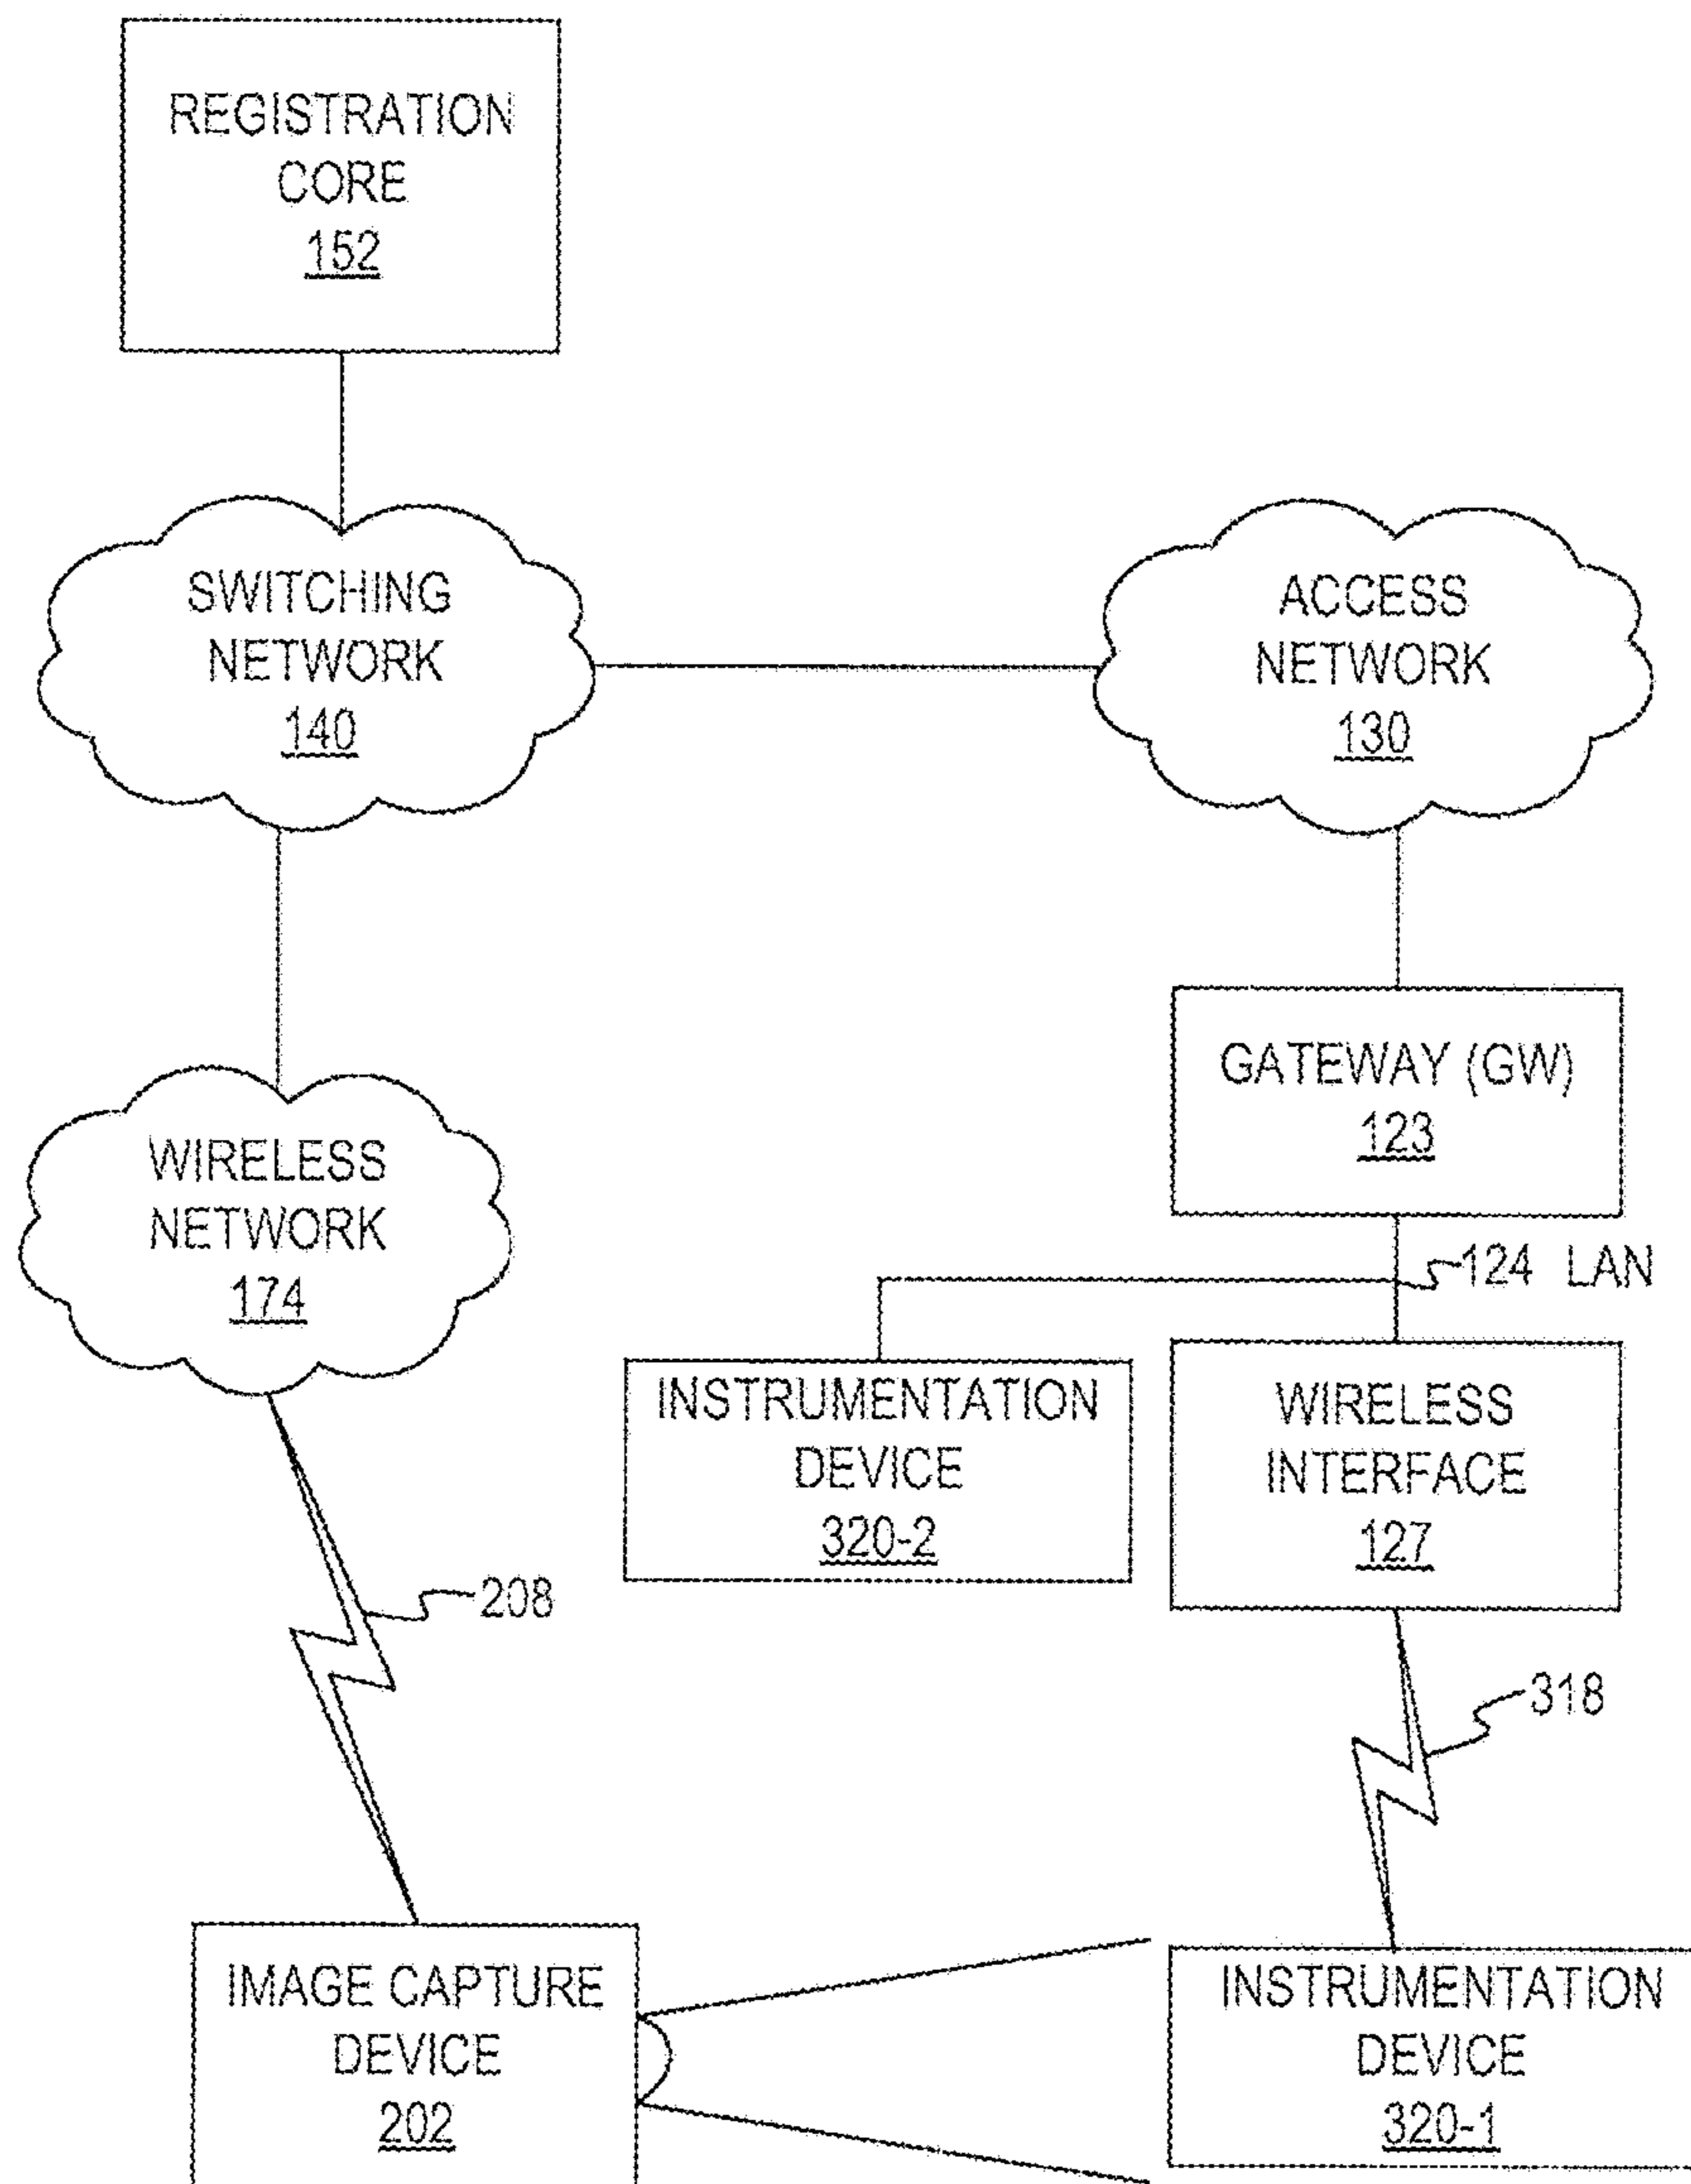 REGISTRATION
CORE
152
SWITCHING
NETWORK
140
ACCESS
NETWORK
130
GATEWAY (GW)
123
124 LAN
WIRELESS
NETWORK
174
INSTRUMENTATION
DEVICE
320-2
WIRELESS
INTERFACE
127
208
318
IMAGE CAPTURE
DEVICE
202
INSTRUMENTATION
DEVICE
320-1